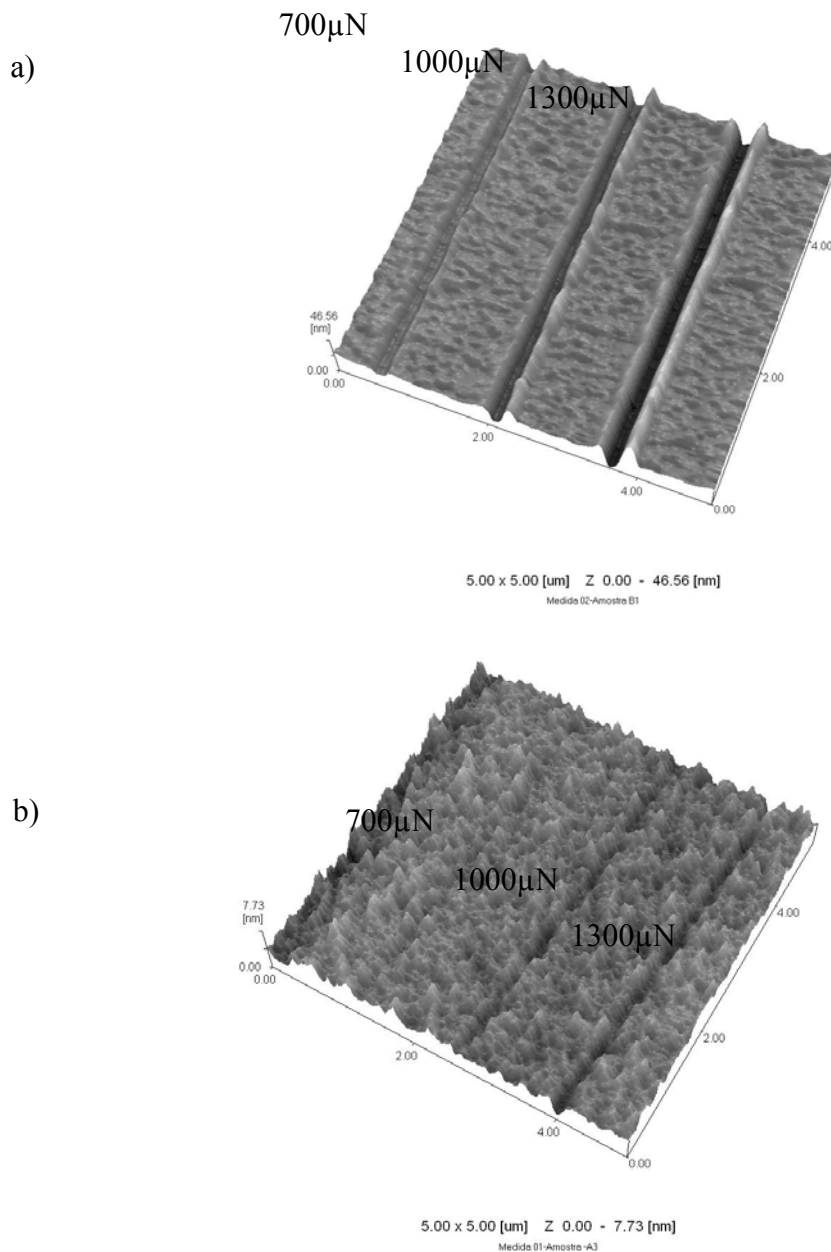 700µN
a)
1000µN
1300µN
4.00
46.56
[nm]
0.00
0.00
2.00
2.00
4.00
0.00
5.00 x 5.00 [um] Z 0.00 - 46.56 [nm]
Medida 02-Amostra B1
b)
700µN
1000µN
4.00
7.73
[nm]
1300µN
0.00
0.00
2.00
2.00
4.00
0.00
5.00 x 5.00 [um] Z 0.00 - 7.73 [nm]
Medida 01-Amostra -A3